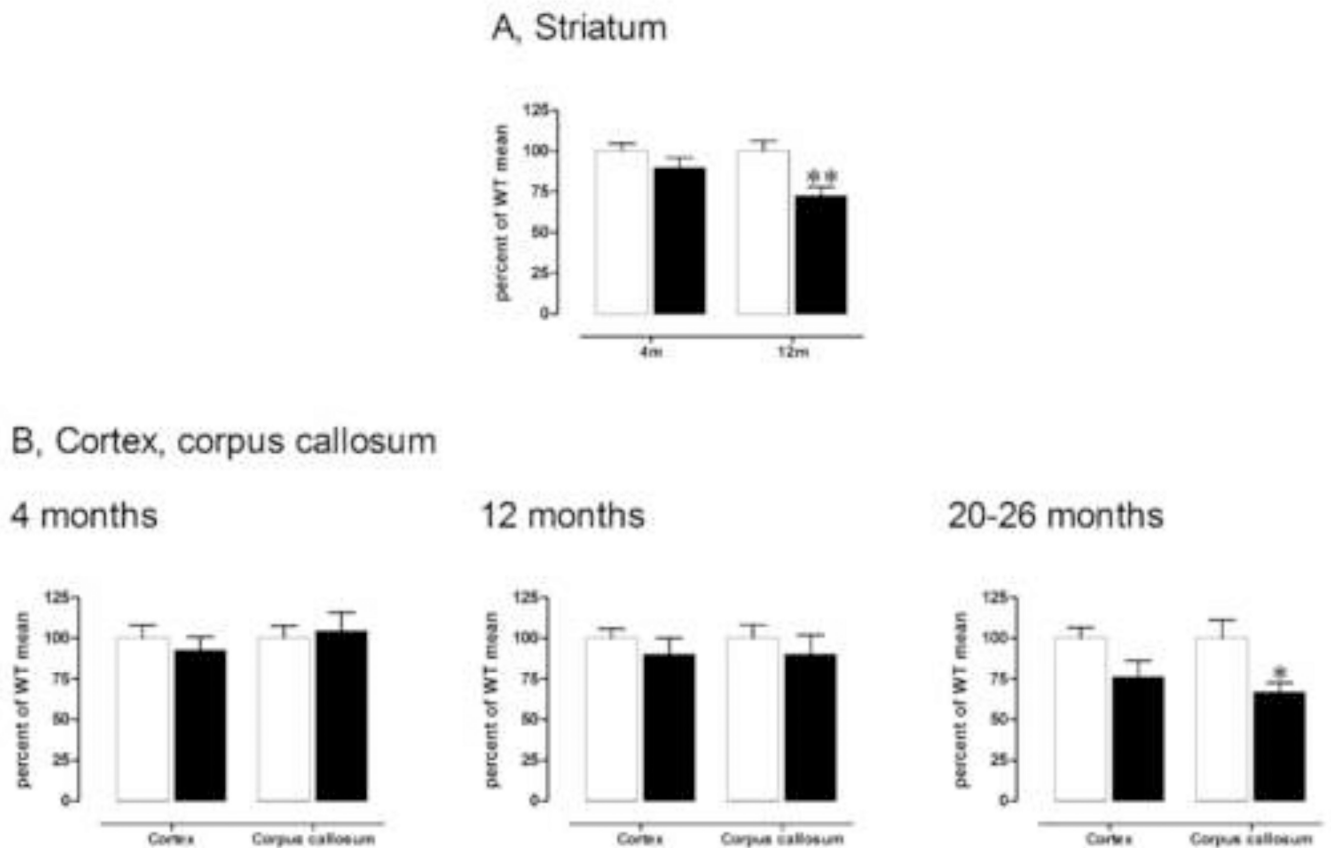 A, Striatum
percent of WT mean
125
100
75
50
25
0
**
4m 12m
B, Cortex, corpus callosum
4 months 12 months 20-26 months
percent of WT mean
125
100
75
50
25
0
Cortex Corpus callosum
percent of WT mean
125
100
75
50
25
0
Cortex Corpus callosum
percent of WT mean
125
100
75
50
25
0
*
Cortex Corpus callosum